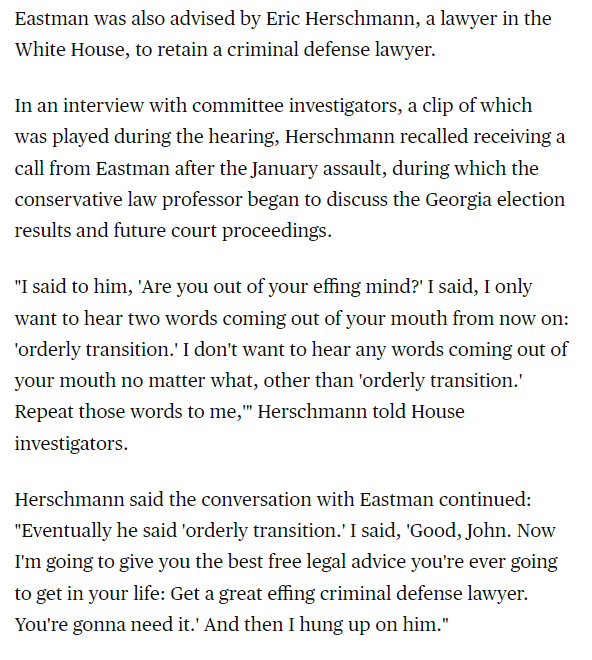 Eastman was also advised by Eric Herschmann, a lawyer in the
White House, to retain a criminal defense lawyer.
In an interview with committee investigators, a clip of which
was played during the hearing, Herschmann recalled receiving a
call from Eastman after the January assault, during which the
conservative law professor began to discuss the Georgia election
results and future court proceedings.
"I said to him, 'Are you out of your effing mind?' I said, I only
want to hear two words coming out of your mouth from now on:
'orderly transition.' I don't want to hear any words coming out of
your mouth no matter what, other than 'orderly transition.'
Repeat those words to me,'" Herschmann told House
investigators.
Herschmann said the conversation with Eastman continued:
"Eventually he said 'orderly transition.' I said, 'Good, John. Now
I'm going to give you the best free legal advice you're ever going
to get in your life: Get a great effing criminal defense lawyer.
You're gonna need it.' And then I hung up on him."